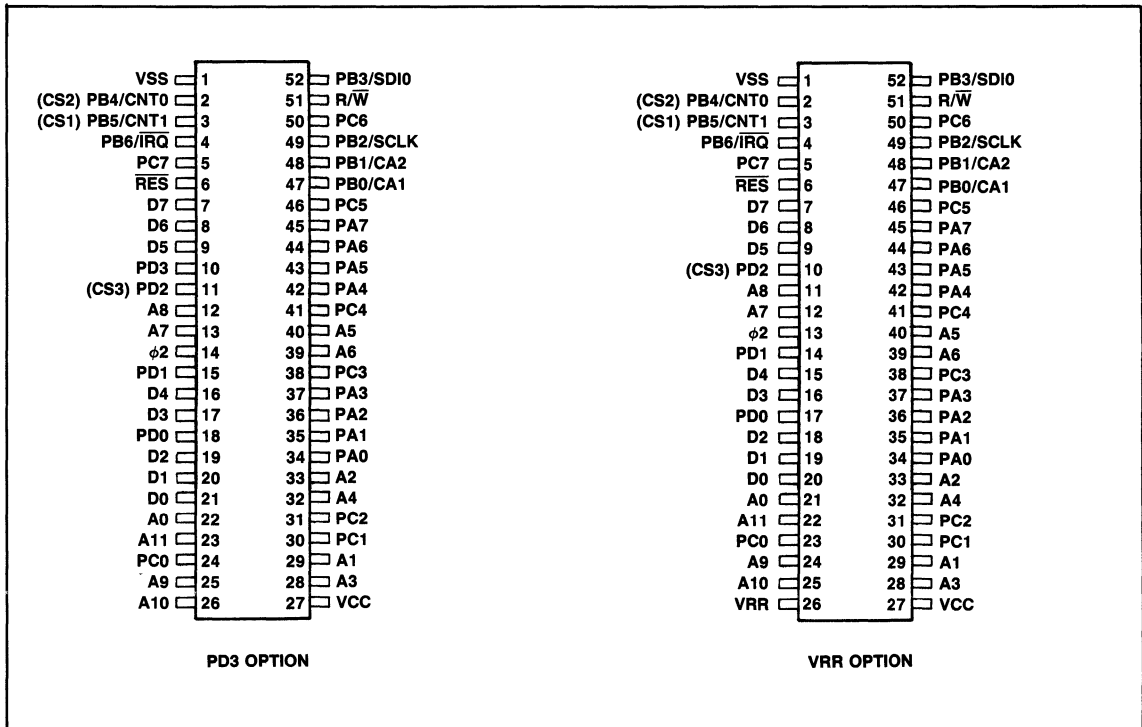 VSS 1 52 PB3/SDI0
(CS2) PB4/CNT0 2 51 R/W̅
(CS1) PB5/CNT1 3 50 PC6
PB6/I̅R̅Q̅ 4 49 PB2/SCLK
PC7 5 48 PB1/CA2
R̅E̅S̅ 6 47 PB0/CA1
D7 7 46 PC5
D6 8 45 PA7
D5 9 44 PA6
PD3 10 43 PA5
(CS3) PD2 11 42 PA4
A8 12 41 PC4
A7 13 40 A5
ϕ2 14 39 A6
PD1 15 38 PC3
D4 16 37 PA3
D3 17 36 PA2
PD0 18 35 PA1
D2 19 34 PA0
D1 20 33 A2
D0 21 32 A4
A0 22 31 PC2
A11 23 30 PC1
PC0 24 29 A1
A9 25 28 A3
A10 26 27 VCC
PD3 OPTION
VSS 1 52 PB3/SDI0
(CS2) PB4/CNT0 2 51 R/W̅
(CS1) PB5/CNT1 3 50 PC6
PB6/I̅R̅Q̅ 4 49 PB2/SCLK
PC7 5 48 PB1/CA2
R̅E̅S̅ 6 47 PB0/CA1
D7 7 46 PC5
D6 8 45 PA7
D5 9 44 PA6
(CS3) PD2 10 43 PA5
A8 11 42 PA4
A7 12 41 PC4
ϕ2 13 40 A5
PD1 14 39 A6
D4 15 38 PC3
D3 16 37 PA3
PD0 17 36 PA2
D2 18 35 PA1
D1 19 34 PA0
D0 20 33 A2
A0 21 32 A4
A11 22 31 PC2
PC0 23 30 PC1
A9 24 29 A1
A10 25 28 A3
VRR 26 27 VCC
VRR OPTION